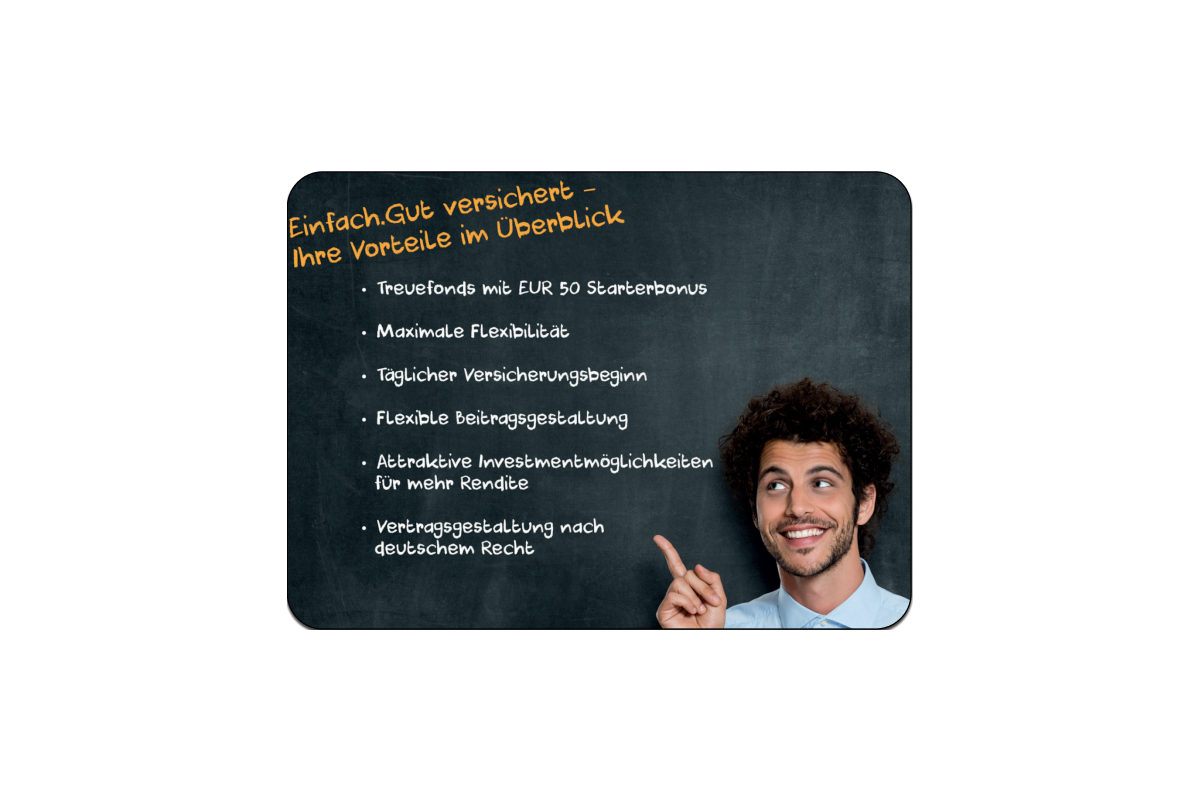 Einfach.Gut versichert –
Ihre Vorteile im Überblick
• Treuefonds mit EUR 50 Starterbonus
• Maximale Flexibilität
• Täglicher Versicherungsbeginn
• Flexible Beitragsgestaltung
• Attraktive Investmentmöglichkeiten
für mehr Rendite
• Vertragsgestaltung nach
deutschem Recht